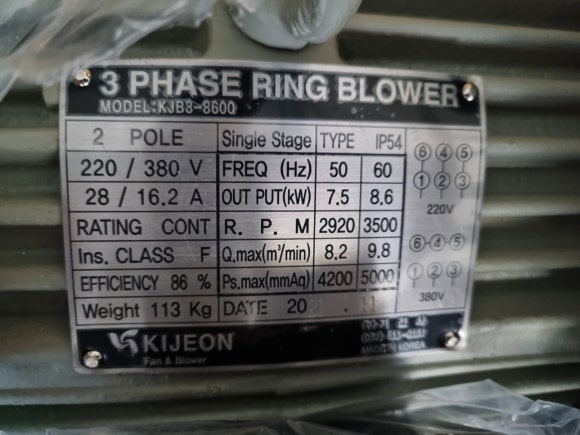 3 PHASE RING BLOWER
MODEL:KJB8-8600
2 POLE Single Stage TYPE IP54
220 / 380 V FREQ (Hz) 50 60
28 / 16.2 A OUT PUT(kW) 7.5 8.6
RATING CONT R. P. M 2920 3500
Ins. CLASS F Q,max(m³/min) 8.2 9.8
EFFICIENCY 86 % Ps,max(mmAq) 4200 5000
Weight 113 Kg DATE 20
⑥ ④ ⑤
① ② ③
220V
⑥-④-⑤
① ② ③
380V
KIJEON
Fan & Blower
MADE IN KOREA